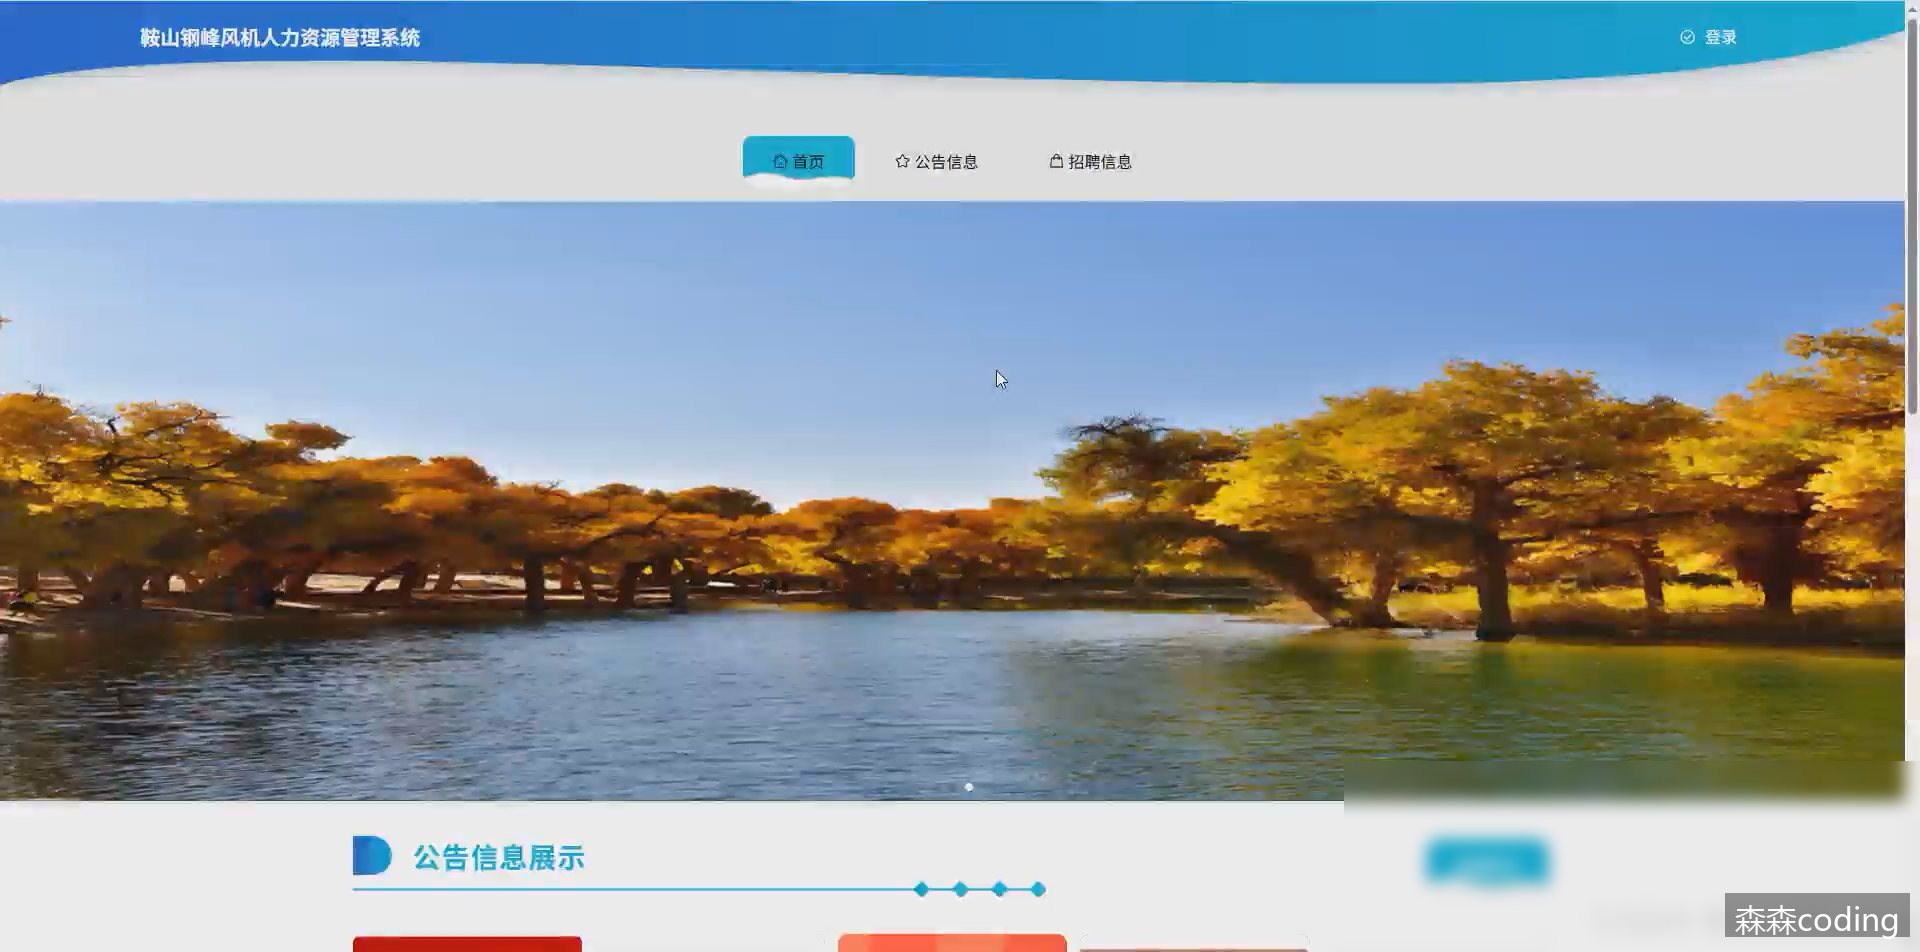 鞍山钢峰风机人力资源管理系统
登录
首页
公告信息
招聘信息
公告信息展示
森森coding